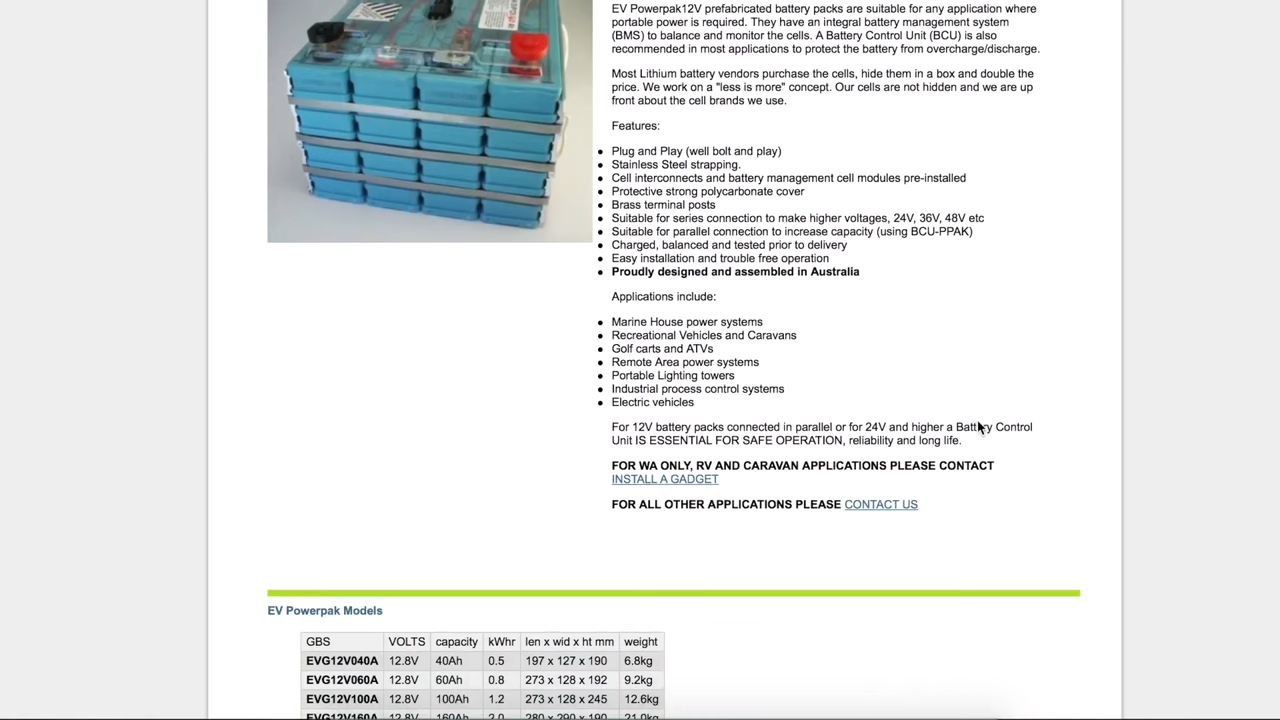 EV Powerpak12V prefabricated battery packs are suitable for any application where
portable power is required. They have an integral battery management system
(BMS) to balance and monitor the cells. A Battery Control Unit (BCU) is also
recommended in most applications to protect the battery from overcharge/discharge.
Most Lithium battery vendors purchase the cells, hide them in a box and double the
price. We work on a "less is more" concept. Our cells are not hidden and we are up
front about the cell brands we use.
Features:
Plug and Play (well bolt and play)
Stainless Steel strapping.
Cell interconnects and battery management cell modules pre-installed
Protective strong polycarbonate cover
Brass terminal posts
Suitable for series connection to make higher voltages, 24V, 36V, 48V etc
Suitable for parallel connection to increase capacity (using BCU-PPAK)
Charged, balanced and tested prior to delivery
Easy installation and trouble free operation
Proudly designed and assembled in Australia
Applications include:
Marine House power systems
Recreational Vehicles and Caravans
Golf carts and ATVs
Remote Area power systems
Portable Lighting towers
Industrial process control systems
Electric vehicles
For 12V battery packs connected in parallel or for 24V and higher a Battery Control
Unit IS ESSENTIAL FOR SAFE OPERATION, reliability and long life.
FOR WA ONLY, RV AND CARAVAN APPLICATIONS PLEASE CONTACT
INSTALL A GADGET
FOR ALL OTHER APPLICATIONS PLEASE CONTACT US
EV Powerpak Models
GBS VOLTS capacity kWhr len x wid x ht mm weight
EVG12V040A 12.8V 40Ah 0.5 197 x 127 x 190 6.8kg
EVG12V060A 12.8V 60Ah 0.8 273 x 128 x 192 9.2kg
EVG12V100A 12.8V 100Ah 1.2 273 x 128 x 245 12.6kg
EVG12V160A 12.8V 160Ah 2.0 280 x 290 x 190 21.0kg